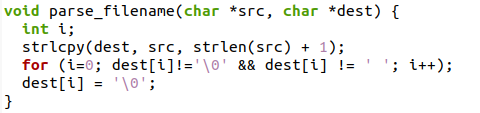 void parse_filename(char *src, char *dest) {
  int i;
  strlcpy(dest, src, strlen(src) + 1);
  for (i=0; dest[i]!='\0' && dest[i] != ' '; i++);
  dest[i] = '\0';
}